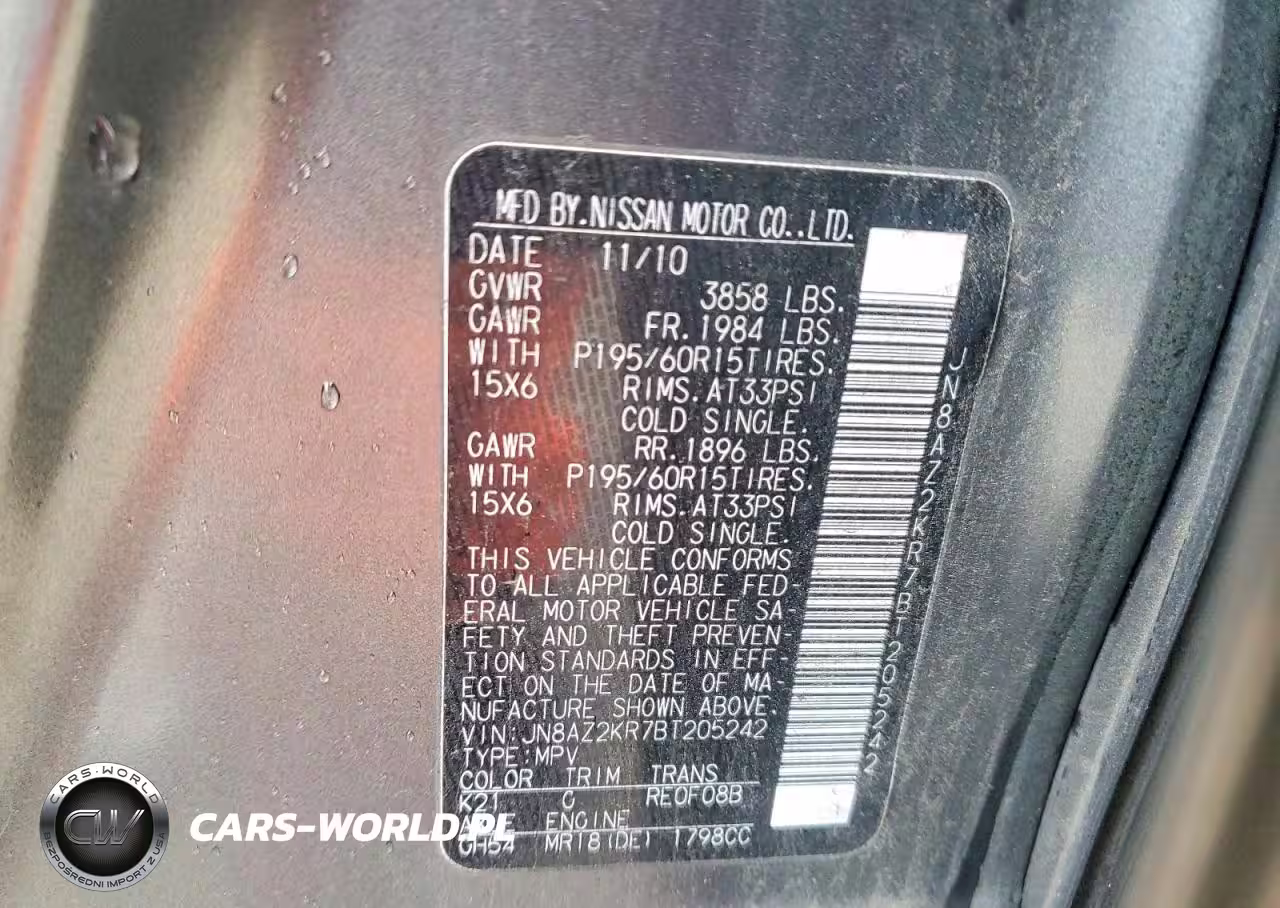 MFD BY.NISSAN MOTOR CO.,LTD.
DATE 11/10
GVWR 3858 LBS.
GAWR FR.1984 LBS.
WITH P195/60R15TIRES.
15X6 RIMS.AT33PSI
COLD SINGLE.
GAWR RR.1896 LBS.
WITH P195/60R15TIRES.
15X6 RIMS.AT33PSI
COLD SINGLE.
THIS VEHICLE CONFORMS
TO ALL APPLICABLE FED-
ERAL MOTOR VEHICLE SA-
FETY AND THEFT PREVEN-
TION STANDARDS IN EFF-
ECT ON THE DATE OF MA-
NUFACTURE SHOWN ABOVE.
VIN:JN8AZ2KR7BT205242
TYPE:MPV
COLOR TRIM TRANS
K21 C RE0F08B
ENGINE
MR18(DE) 1798CC
JN8AZ2KR7BT205242
CARS-WORLD
CW
BEZPOŚREDNI IMPORT Z USA
CARS-WORLD.PL